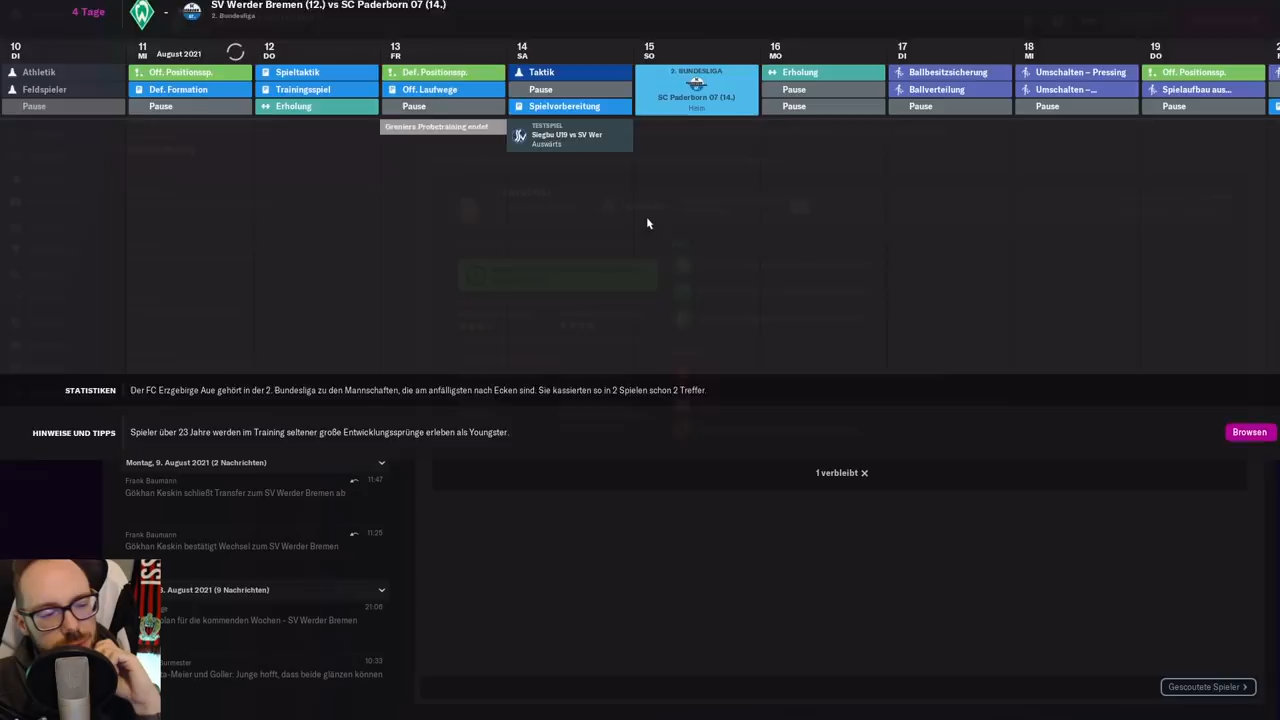 4 Tage
SV Werder Bremen (12.) vs SC Paderborn 07 (14.)
2. Bundesliga
10
DI
11
MI
August 2021
12
DO
13
FR
14
SA
15
SO
16
MO
17
DI
18
MI
19
DO
Athletik
Off. Positionssp.
Spieltaktik
Def. Positionssp.
Taktik
2. BUNDESLIGA
Erholung
Ballbesitzsicherung
Umschalten – Pressing
Off. Positionssp.
Feldspieler
Def. Formation
Trainingsspiel
Off. Laufwege
Pause
SC Paderborn 07 (14.)
Pause
Ballverteilung
Umschalten –...
Spielaufbau aus...
Pause
Pause
Erholung
Pause
Spielvorbereitung
Heim
Pause
Pause
Pause
Pause
Greniers Probetraining endet
TESTSPIEL
Siegbu U19 vs SV Wer
Auswärts
STATISTIKEN
Der FC Erzgebirge Aue gehört in der 2. Bundesliga zu den Mannschaften, die am anfälligsten nach Ecken sind. Sie kassierten so in 2 Spielen schon 2 Treffer.
HINWEISE UND TIPPS
Spieler über 23 Jahre werden im Training seltener große Entwicklungssprünge erleben als Youngster.
Browsen
Montag, 9. August 2021 (2 Nachrichten)
1 verbleibt
Frank Baumann
11:47
Gökhan Keskin schließt Transfer zum SV Werder Bremen ab
Frank Baumann
11:25
Gökhan Keskin bestätigt Wechsel zum SV Werder Bremen
. August 2021 (9 Nachrichten)
21:06
plan für die kommenden Wochen - SV Werder Bremen
10:33
ta-Meier und Goller: Junge hofft, dass beide glänzen können
Gescoutete Spieler